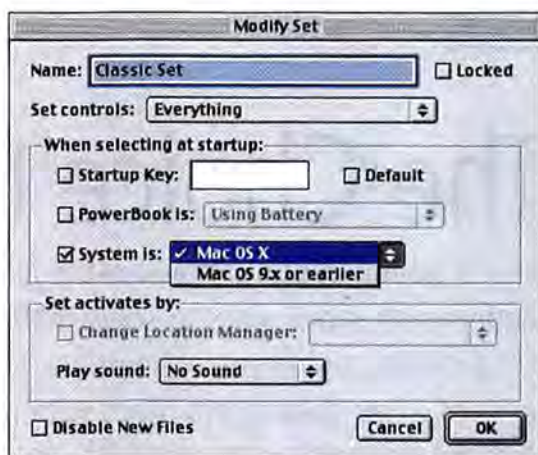 Modify Set
Name: Classic Set Locked
Set controls: Everything
When selecting at startup:
Startup Key: Default
PowerBook is: Using Battery
System is: ✓ Mac OS X
Mac OS 9.x or earlier
Set activates by:
Change Location Manager:
Play sound: No Sound
Disable New Files Cancel OK